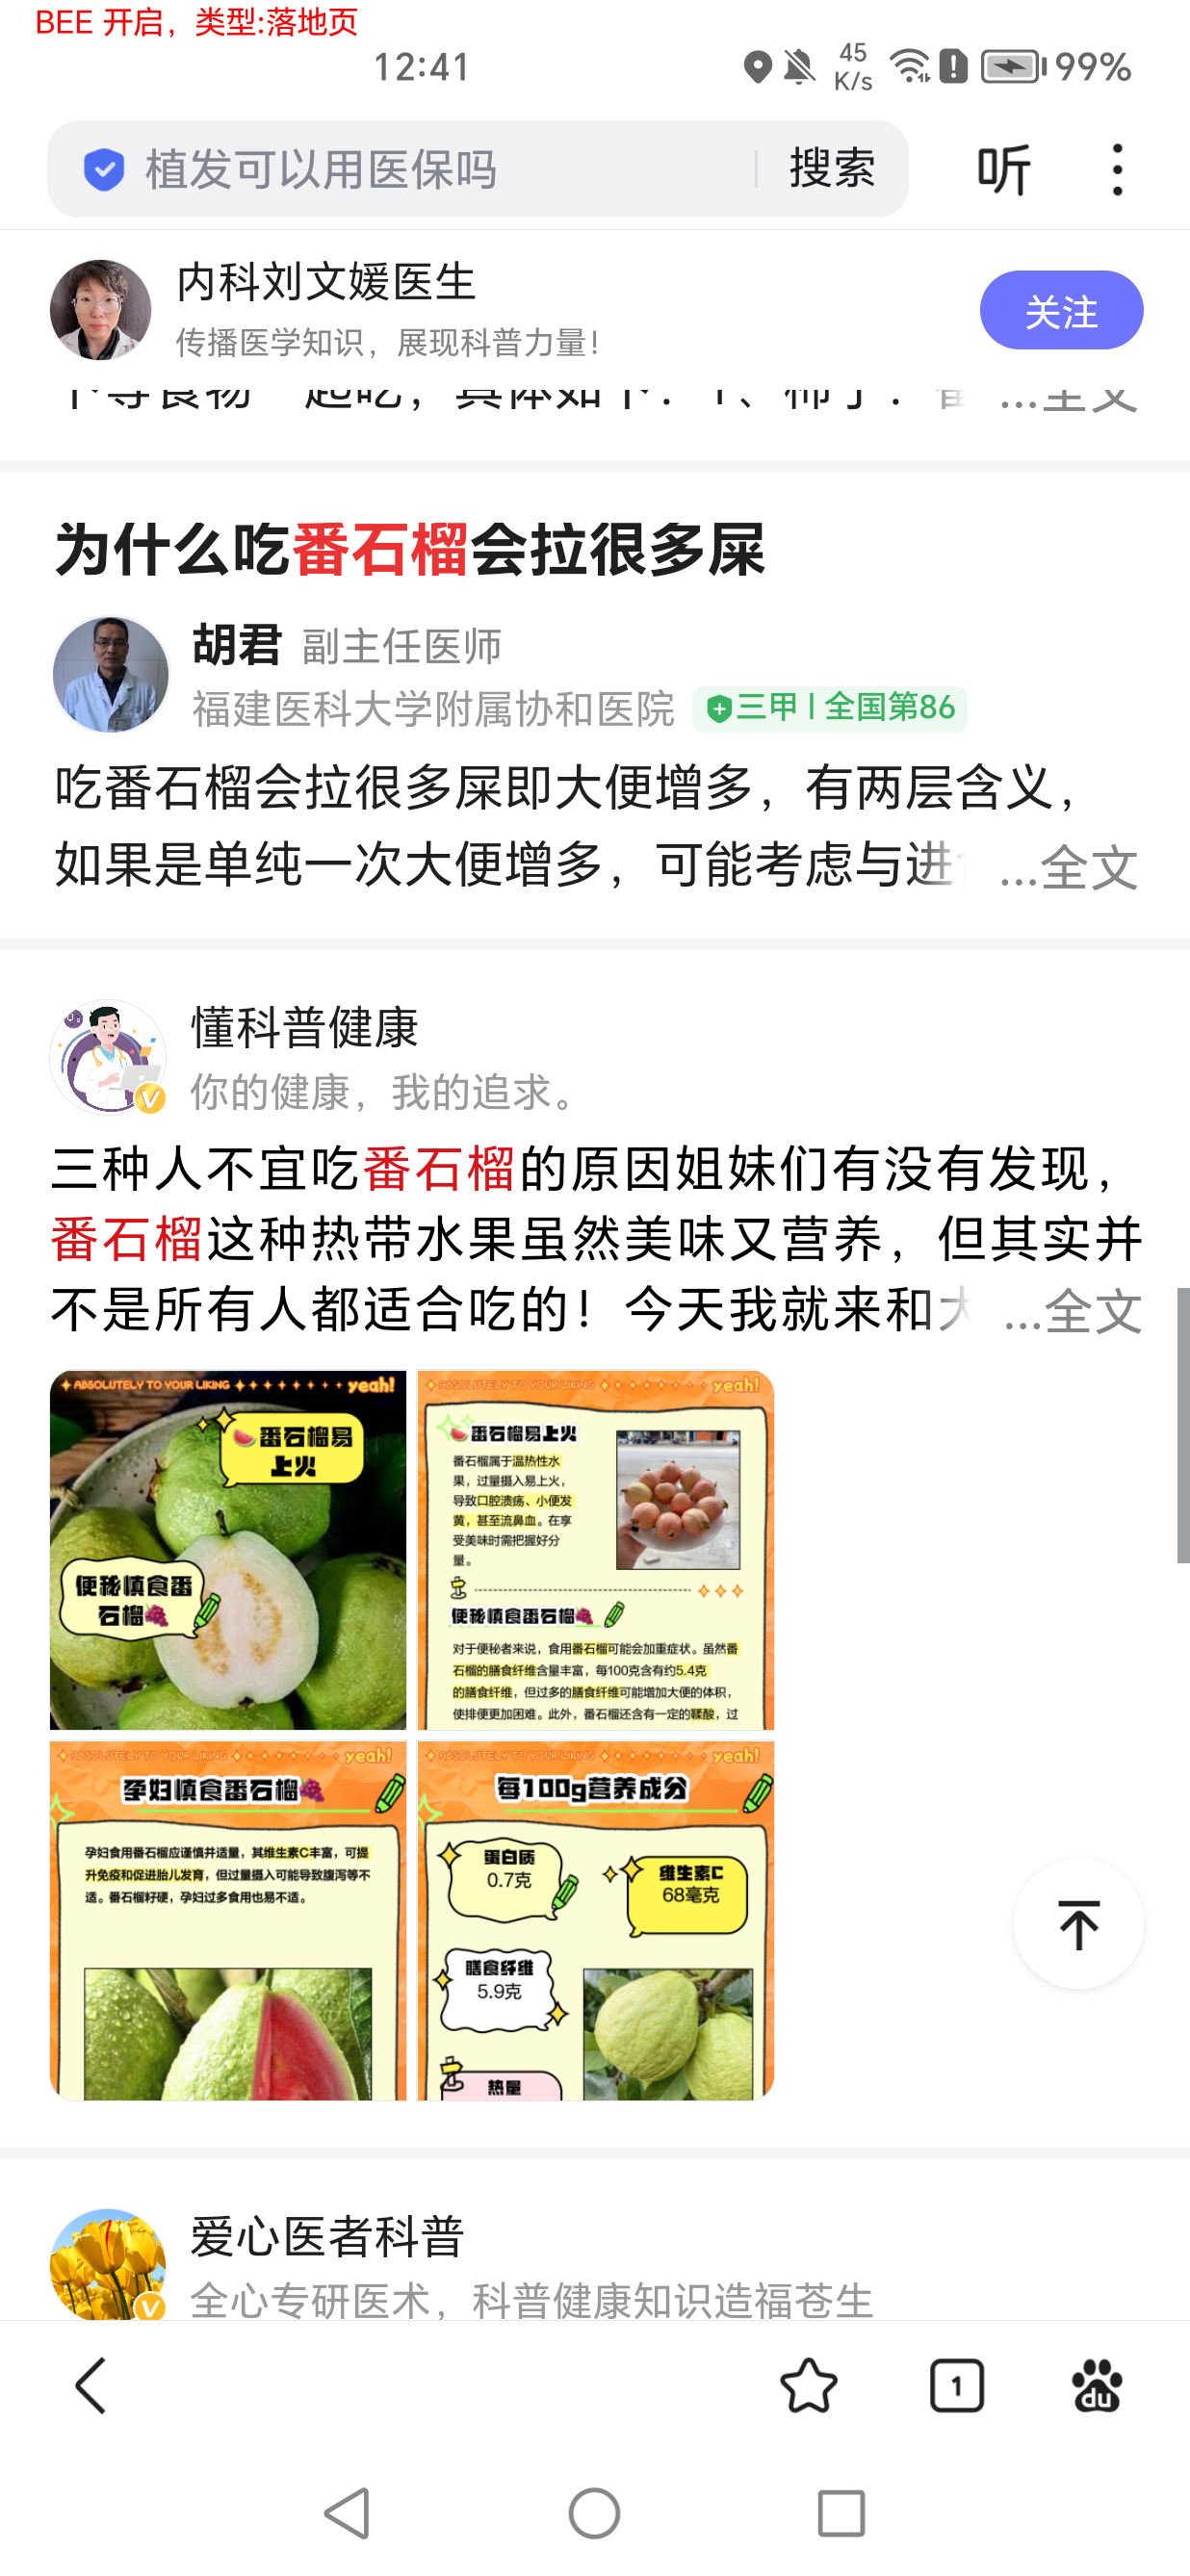 BEE 开启，类型:落地页
12:41
45
K/s
99%
植发可以用医保吗
搜索
听
内科刘文媛医生
传播医学知识，展现科普力量！
关注
...全文
为什么吃番石榴会拉很多屎
胡君 副主任医师
福建医科大学附属协和医院 三甲 | 全国第86
吃番石榴会拉很多屎即大便增多，有两层含义，
如果是单纯一次大便增多，可能考虑与进 ...全文
懂科普健康
你的健康，我的追求。
三种人不宜吃番石榴的原因姐妹们有没有发现，
番石榴这种热带水果虽然美味又营养，但其实并
不是所有人都适合吃的！今天我就来和大 ...全文
ABSOLUTELY TO YOUR LIKING yeah!
番石榴易
上火
便秘慎食番
石榴
ABSOLUTELY TO YOUR LIKING yeah!
番石榴易上火
番石榴属于温热性水
果，过量摄入易上火，
导致口腔溃疡、小便发
黄，甚至流鼻血。在享
受美味时需把握好分
量。
便秘慎食番石榴
对于便秘者来说，食用番石榴可能会加重症状。虽然番
石榴的膳食纤维含量丰富，每100克含有约5.4克
的膳食纤维，但过多的膳食纤维可能增加大便的体积，
使排便更加困难。此外，番石榴还含有一定的鞣酸，过
ABSOLUTELY TO YOUR LIKING yeah!
孕妇慎食番石榴
孕妇食用番石榴应谨慎并适量，其维生素C丰富，可提
升免疫和促进胎儿发育，但过量摄入可能导致腹泻等不
适。番石榴籽硬，孕妇过多食用也易不适。
ABSOLUTELY TO YOUR LIKING yeah!
每100g营养成分
蛋白质
0.7克
维生素C
68毫克
膳食纤维
5.9克
热量
爱心医者科普
全心专研医术，科普健康知识造福苍生
1
du